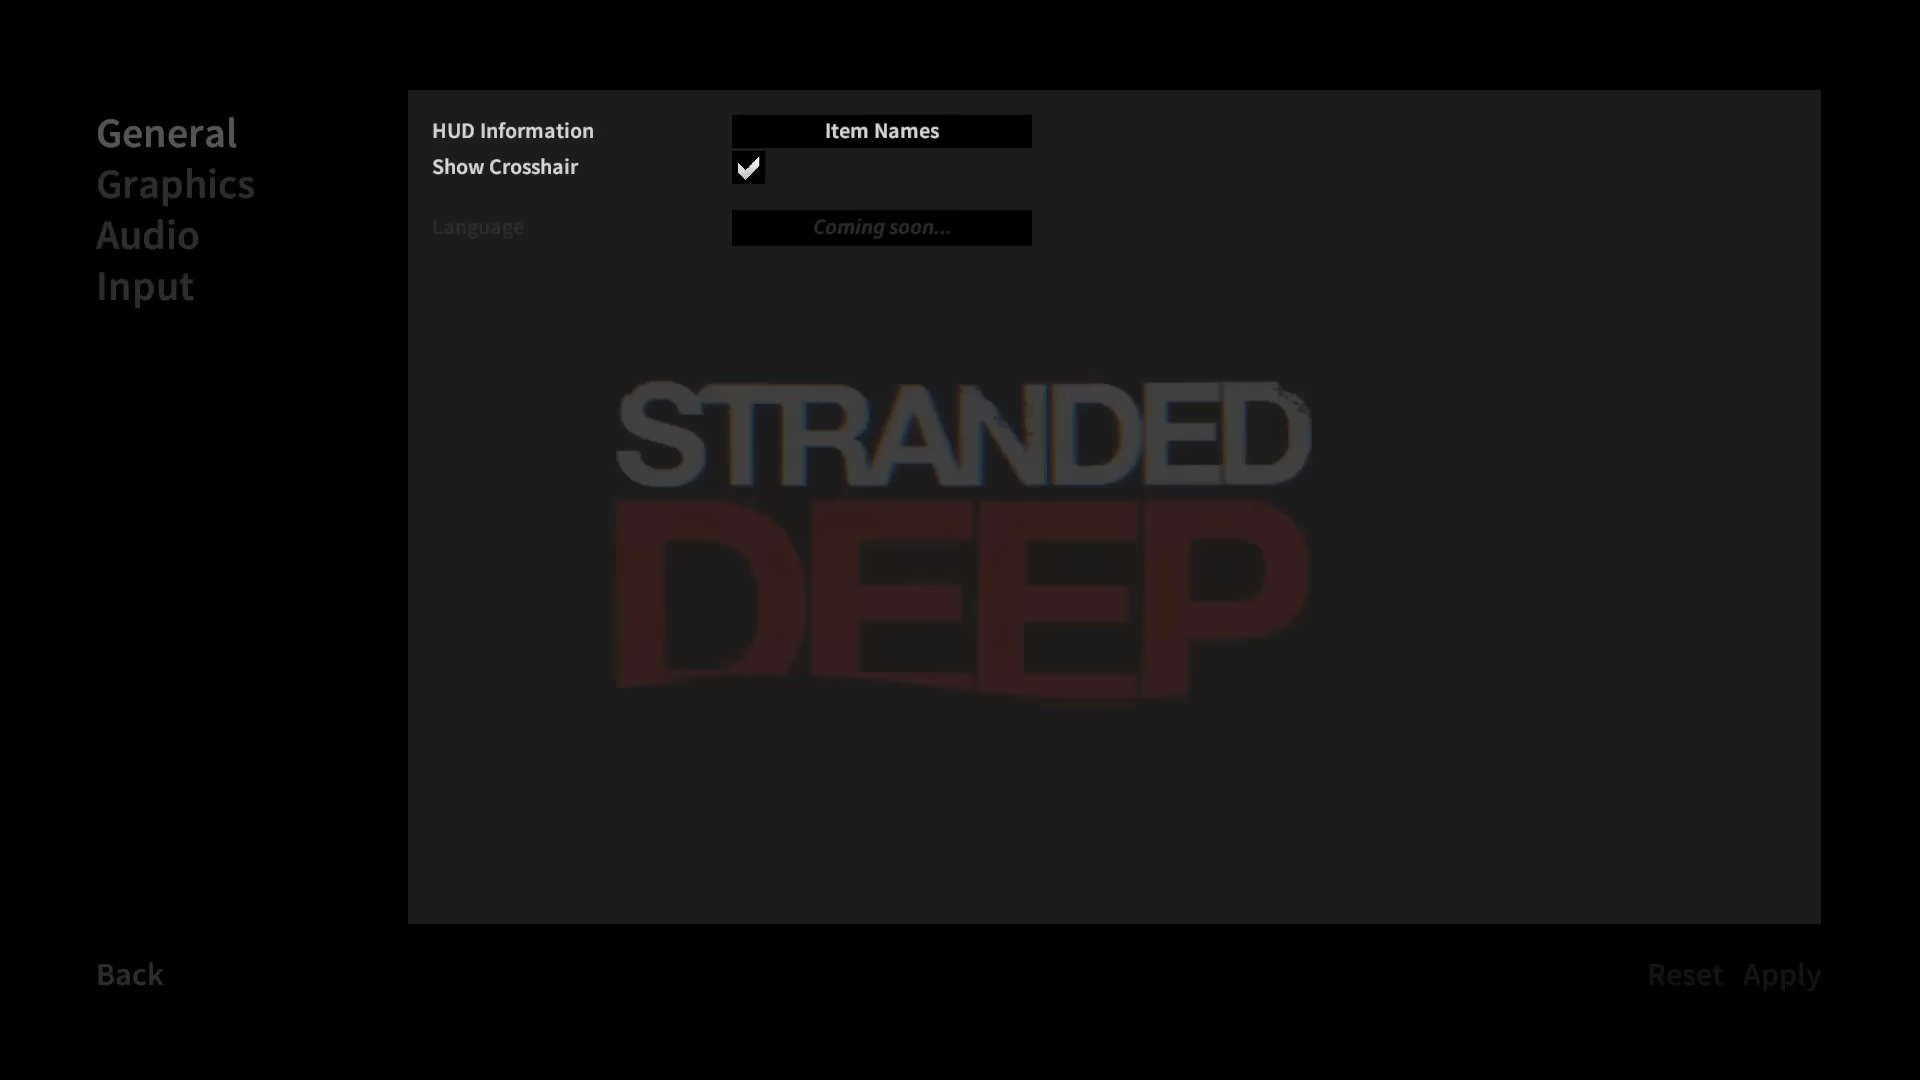 General
Graphics
Audio
Input
HUD Information Item Names
Show Crosshair
Language Coming soon...
STRANDED
DEEP
Back
Reset Apply